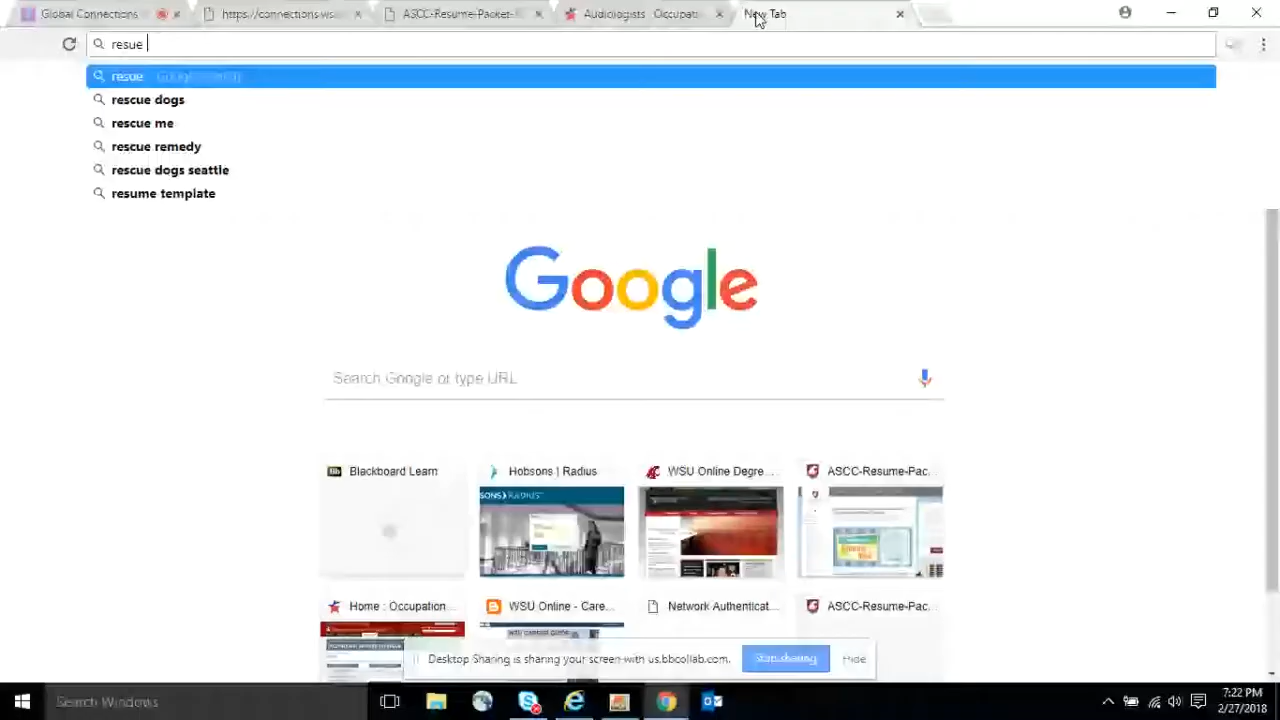 Global Connections
https://connections.ws
ASCC-Resume-Packet-
Audiologists : Occupati
New Tab
resue
resue Google Search
rescue dogs
rescue me
rescue remedy
rescue dogs seattle
resume template
Google
Search Google or type URL
Blackboard Learn
Hobsons | Radius
WSU Online Degre...
ASCC-Resume-Pac...
Home : Occupation...
WSU Online - Care...
Network Authenticat...
ASCC-Resume-Pac...
Desktop Sharing is sharing your screen with us.bbcollab.com.
Stop sharing
Hide
Search Windows
7:22 PM
2/27/2018